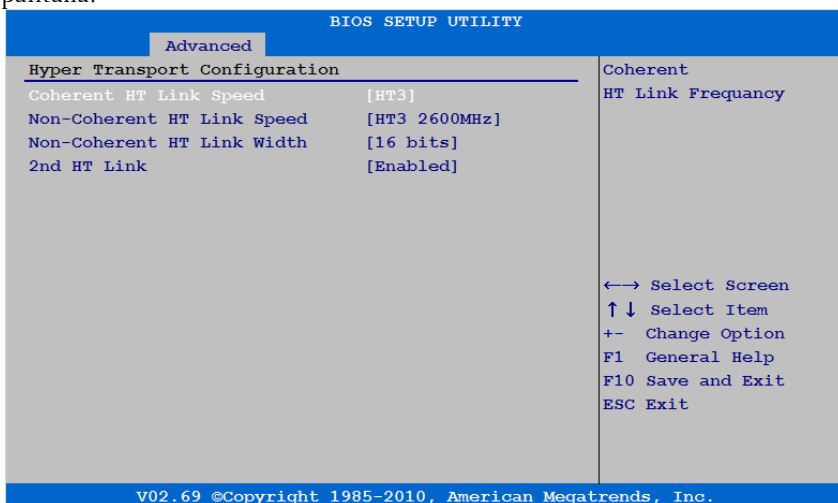 pantalla:
BIOS SETUP UTILITY
Advanced
Hyper Transport Configuration
Coherent HT Link Speed [HT3]
Non-Coherent HT Link Speed [HT3 2600MHz]
Non-Coherent HT Link Width [16 bits]
2nd HT Link [Enabled]
Coherent
HT Link Frequancy
←→ Select Screen
↑↓ Select Item
+- Change Option
F1 General Help
F10 Save and Exit
ESC Exit
V02.69 ©Copyright 1985-2010, American Megatrends, Inc.